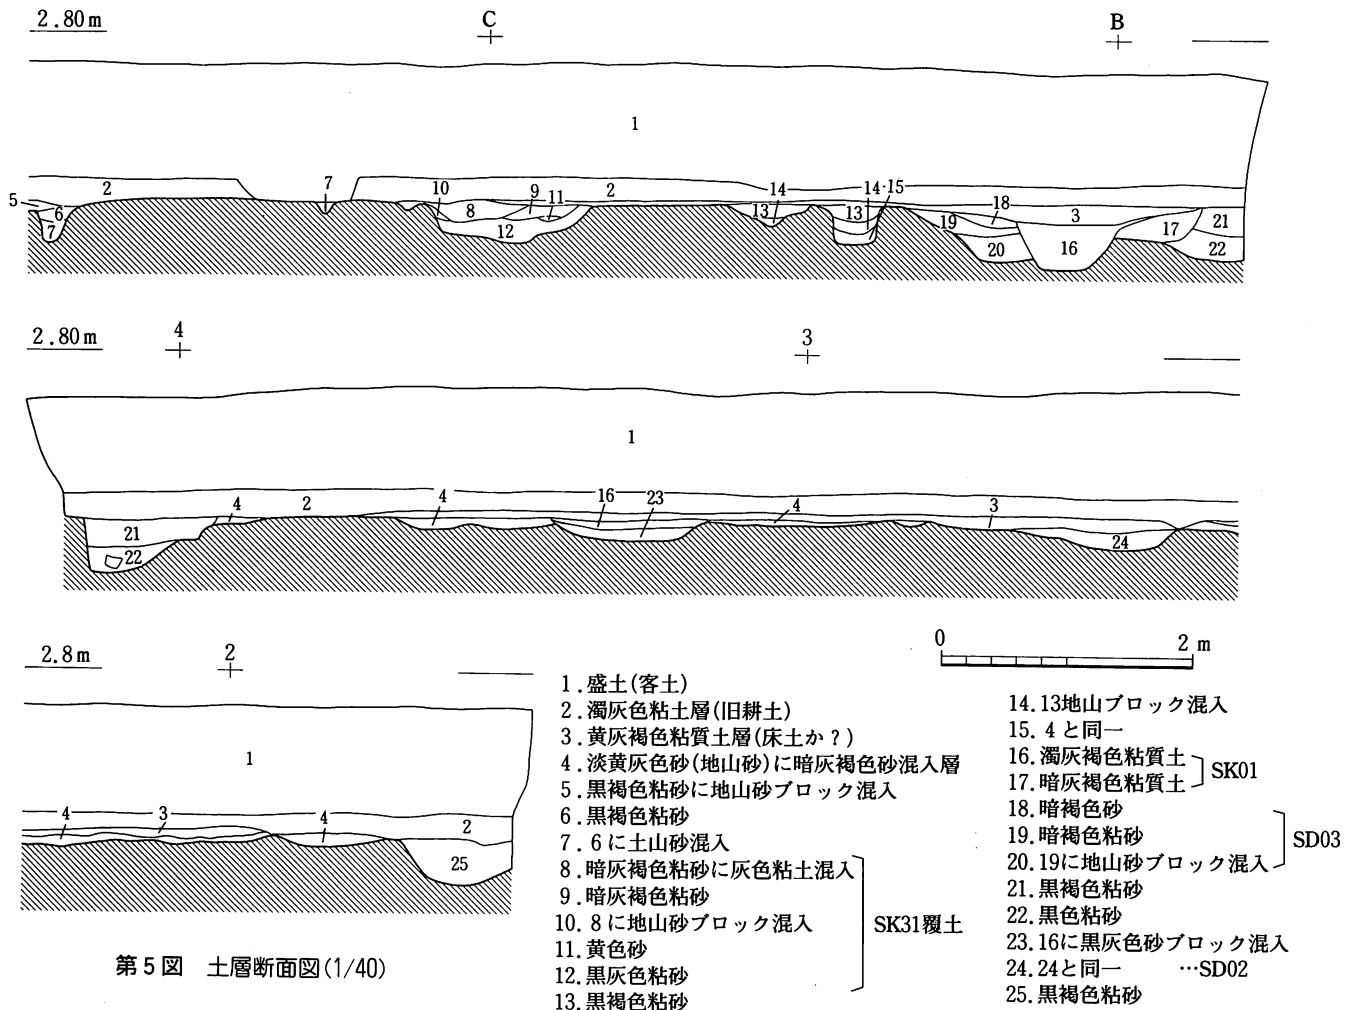 2.80m C B
1
5 2 7 10 9 11 2 14 14·15 18 3 21
6 7 8 12 13 13 19 20 16 17 22
2.80m 4 3
1
4 2 4 16 23 4 3
21 22 24
2.8m 2
1
4 3 4 2
25
0 2m
1.盛土(客土)
2.濁灰色粘土層(旧耕土)
3.黄灰褐色粘質土層(床土か?)
4.淡黄灰色砂(地山砂)に暗灰褐色砂混入層
5.黒褐色粘砂に地山砂ブロック混入
6.黒褐色粘砂
7.6に土山砂混入
8.暗灰褐色粘砂に灰色粘土混入
9.暗灰褐色粘砂
10.8に地山砂ブロック混入
11.黄色砂
12.黒灰色粘砂
SK31覆土
13.黒褐色粘砂
14.13地山ブロック混入
15.4と同一
16.濁灰褐色粘質土
17.暗灰褐色粘質土
SK01
18.暗褐色砂
19.暗褐色粘砂
20.19に地山砂ブロック混入
SD03
21.黒褐色粘砂
22.黒色粘砂
23.16に黒灰色砂ブロック混入
24.24と同一 …SD02
25.黒褐色粘砂
第5図 土層断面図(1/40)